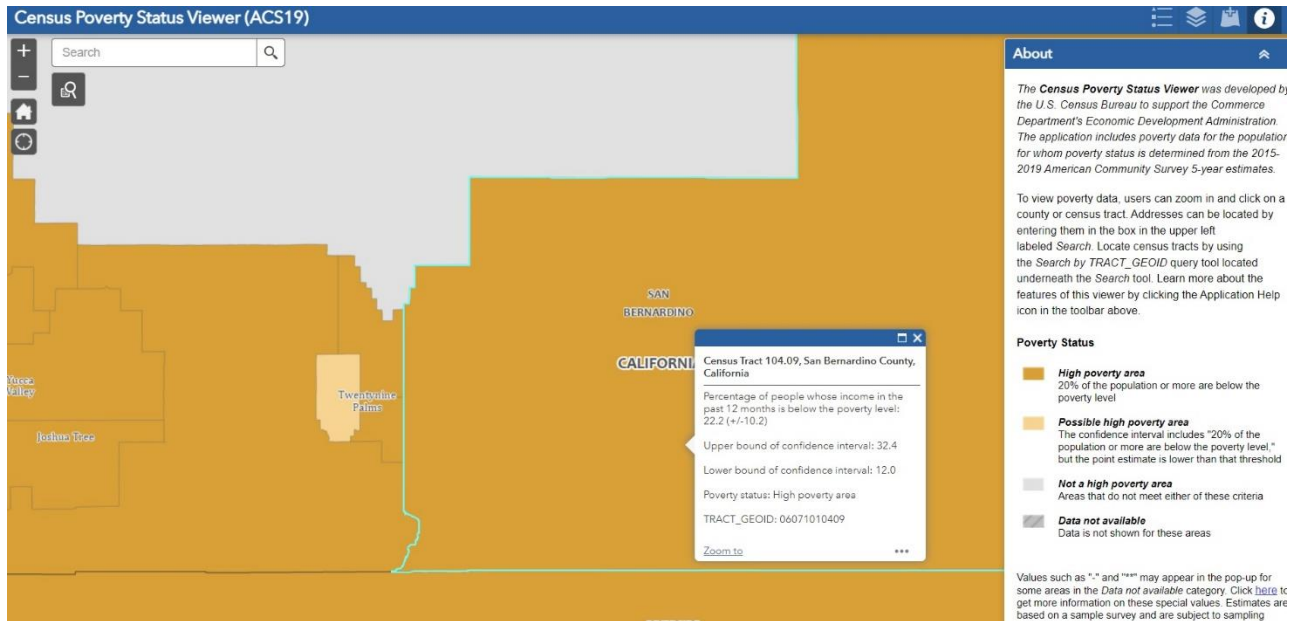 Census Poverty Status Viewer (ACS19)
+
Search
−
About
The Census Poverty Status Viewer was developed by
the U.S. Census Bureau to support the Commerce
Department's Economic Development Administration.
The application includes poverty data for the population
for whom poverty status is determined from the 2015-
2019 American Community Survey 5-year estimates.
To view poverty data, users can zoom in and click on a
county or census tract. Addresses can be located by
entering them in the box in the upper left
labeled Search. Locate census tracts by using
the Search by TRACT_GEOID query tool located
underneath the Search tool. Learn more about the
features of this viewer by clicking the Application Help
icon in the toolbar above.
Poverty Status
High poverty area
20% of the population or more are below the
poverty level
Possible high poverty area
The confidence interval includes "20% of the
population or more are below the poverty level,"
but the point estimate is lower than that threshold
Not a high poverty area
Areas that do not meet either of these criteria
Data not available
Data is not shown for these areas
Values such as "-" and "**" may appear in the pop-up for
some areas in the Data not available category. Click here to
get more information on these special values. Estimates are
based on a sample survey and are subject to sampling
SAN
BERNARDINO
CALIFORNI
Yucca
Valley
Joshua Tree
Twentynine
Palms
Census Tract 104.09, San Bernardino County,
California
Percentage of people whose income in the
past 12 months is below the poverty level:
22.2 (+/-10.2)
Upper bound of confidence interval: 32.4
Lower bound of confidence interval: 12.0
Poverty status: High poverty area
TRACT_GEOID: 06071010409
Zoom to